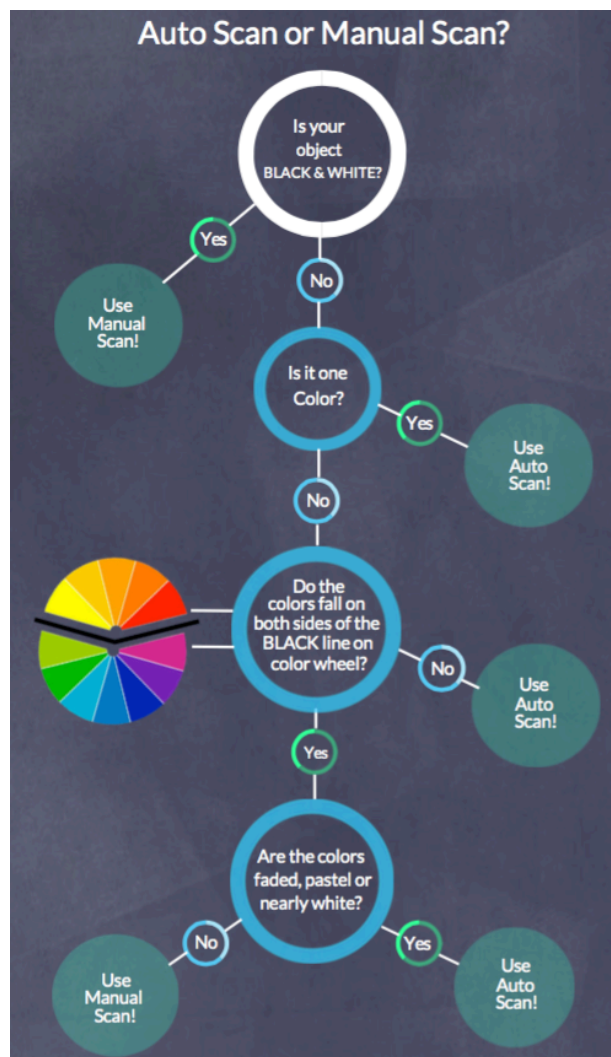 Auto Scan or Manual Scan?
Is your
object
BLACK & WHITE?
Yes
No
Use
Manual
Scan!
Is it one
Color?
Yes
No
Use
Auto
Scan!
Do the
colors fall on
both sides of the
BLACK line on
color wheel?
No
Use
Auto
Scan!
Yes
Are the colors
faded, pastel or
nearly white?
No
Yes
Use
Manual
Scan!
Use
Auto
Scan!